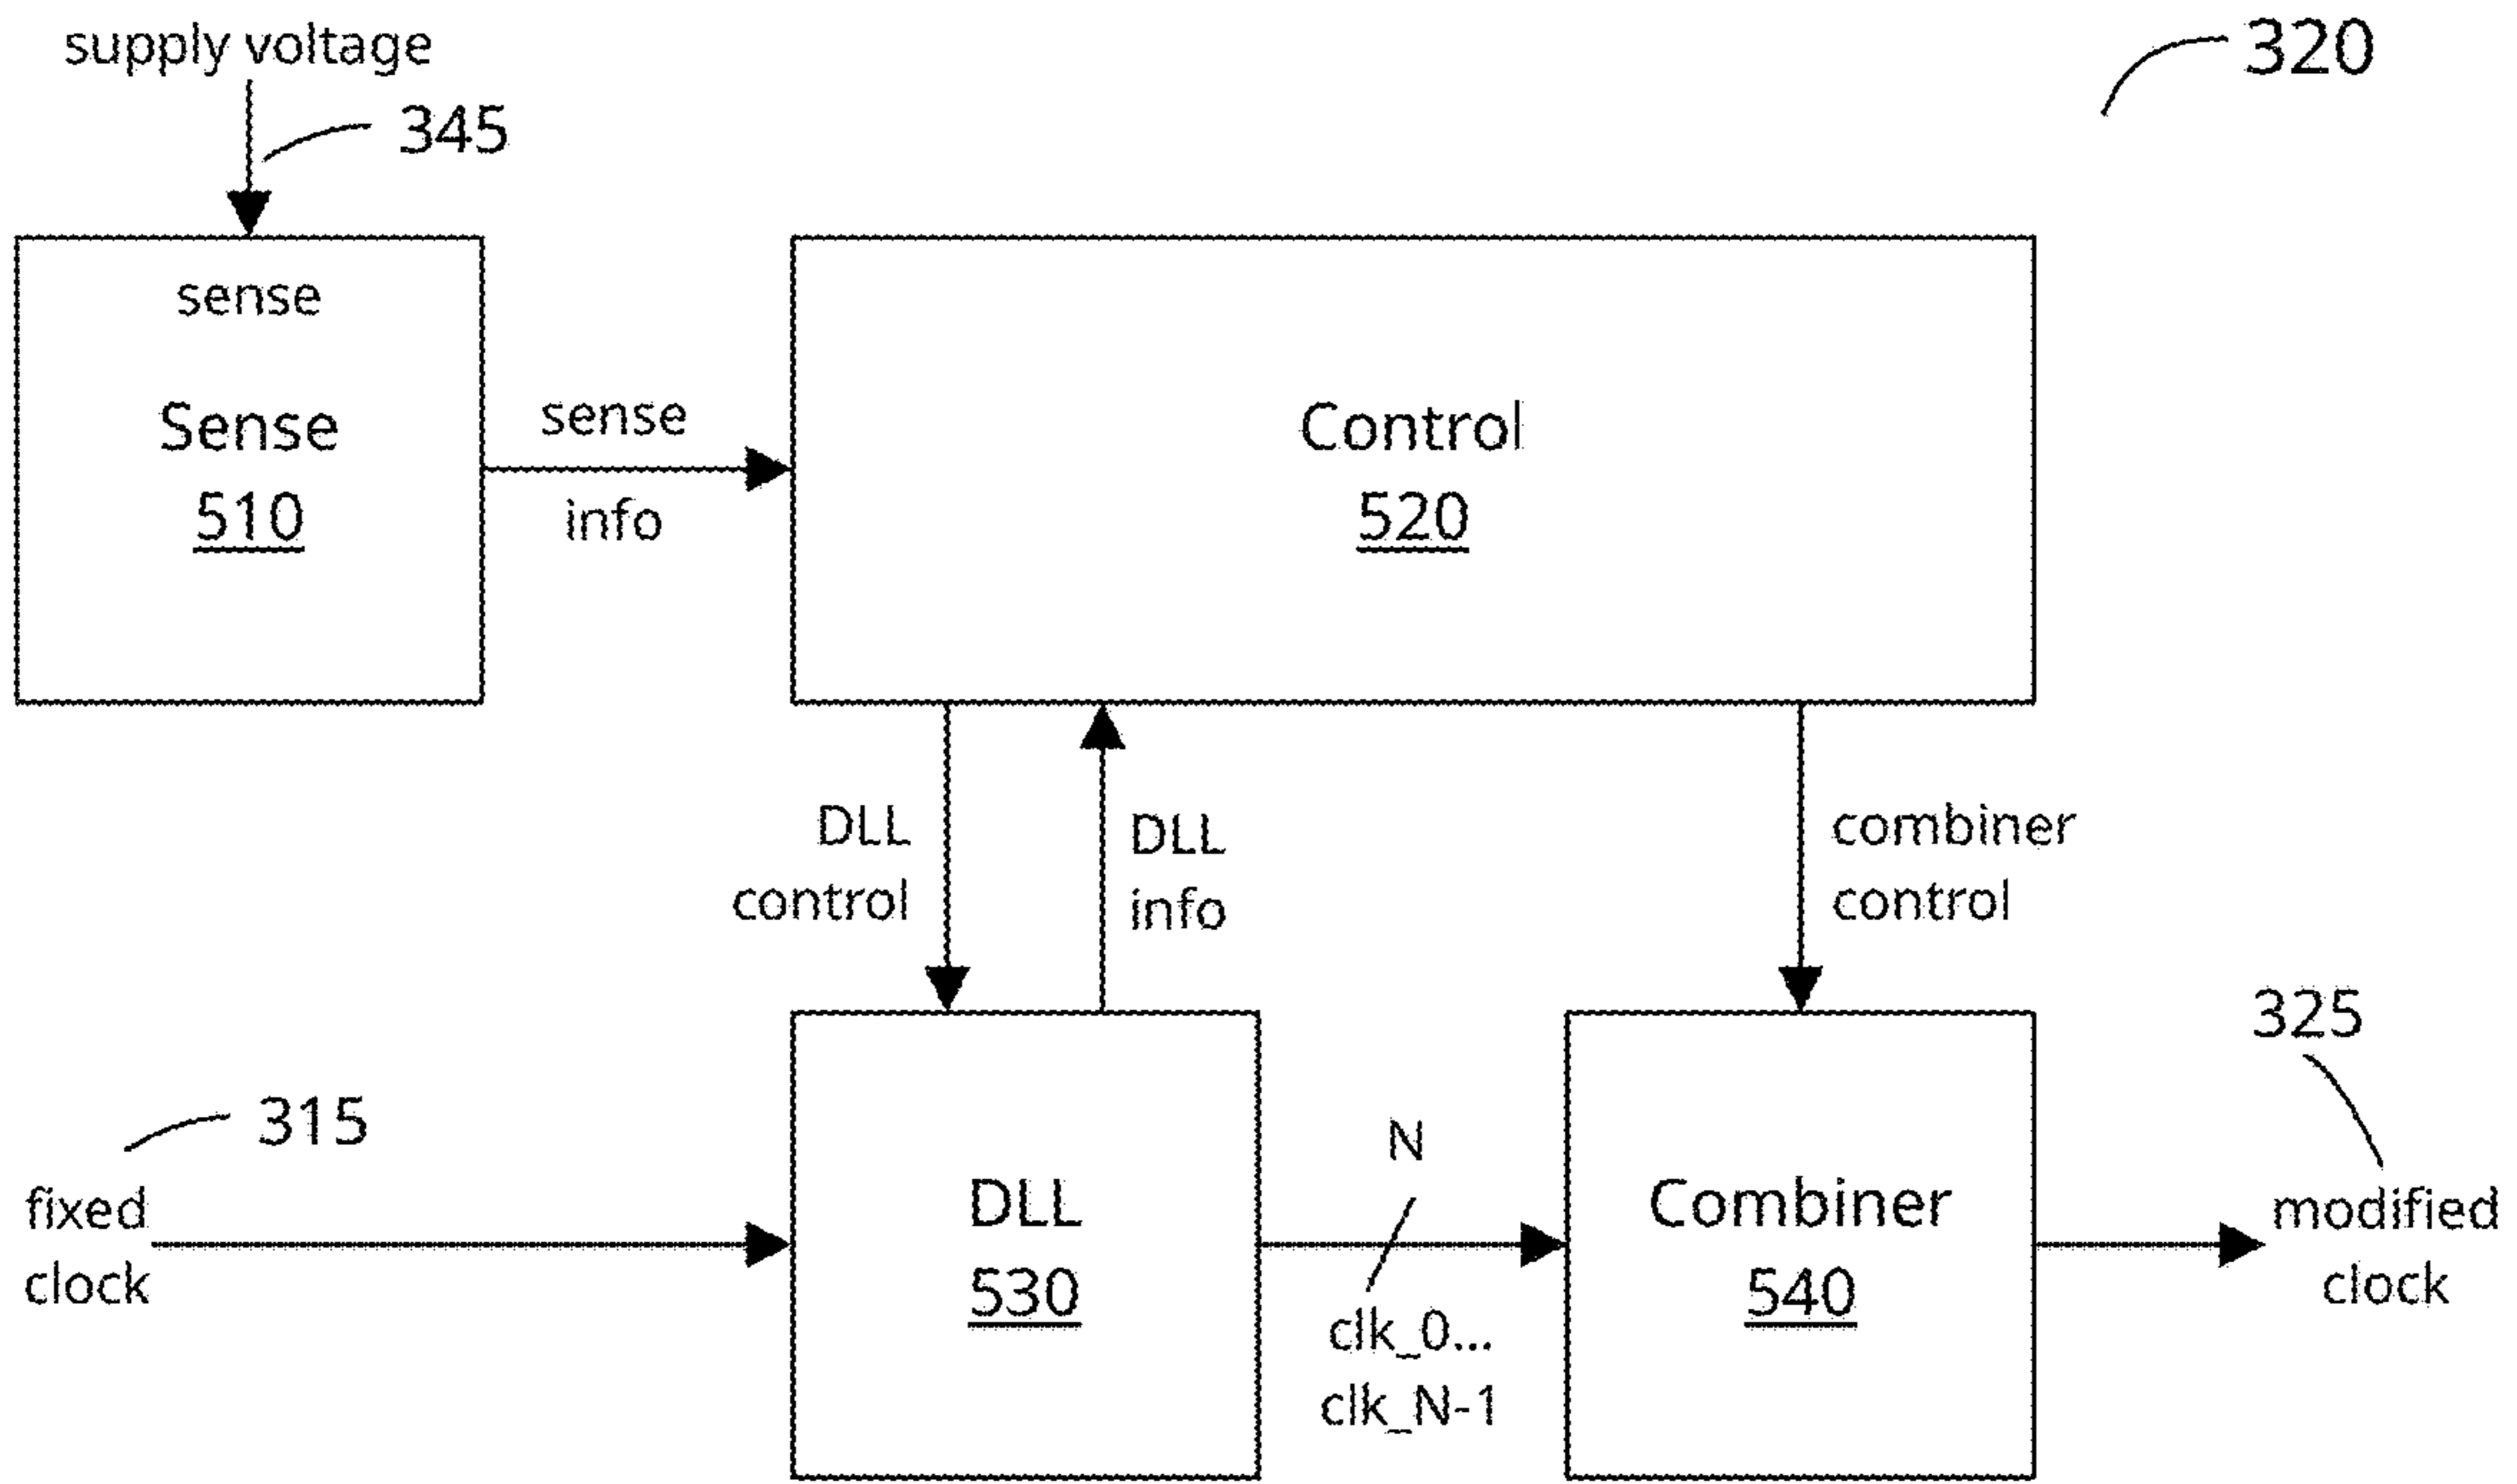 supply voltage
345
320
sense
Sense
510
sense
info
Control
520
DLL
control
DLL
info
combiner
control
315
fixed
clock
DLL
530
N
clk_0...
clk_N-1
Combiner
540
325
modified
clock